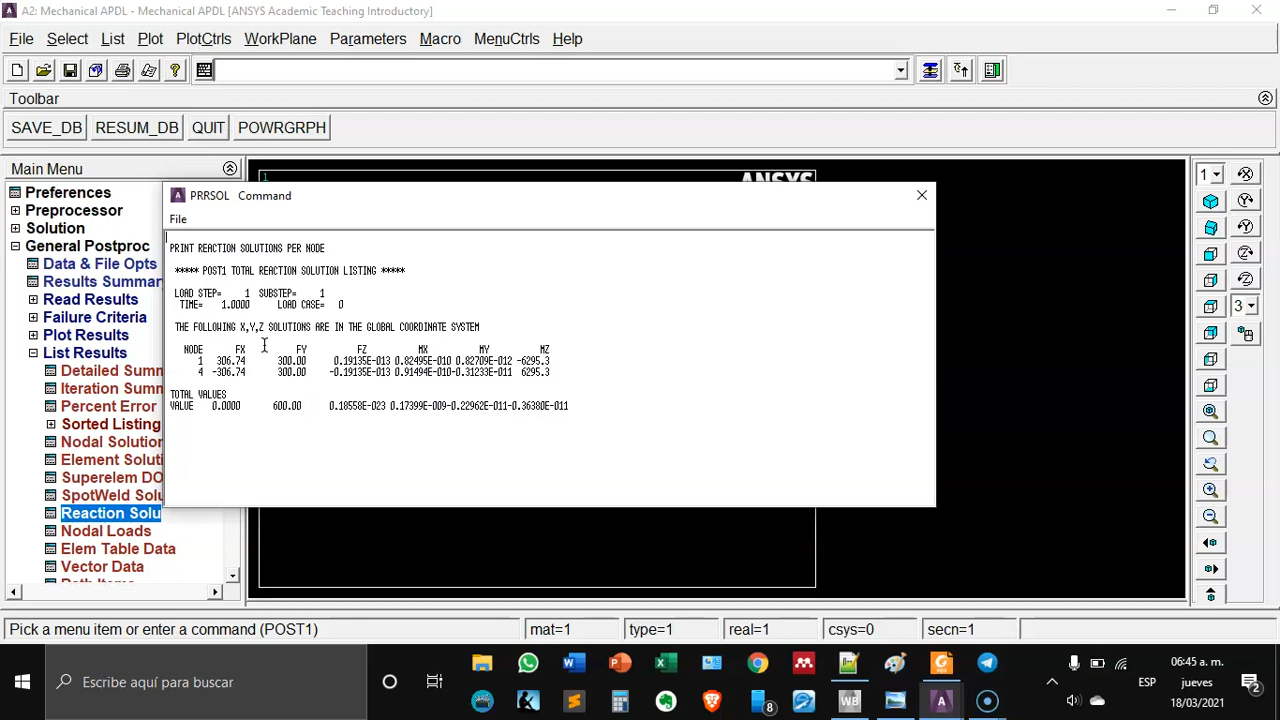 A2: Mechanical APDL - Mechanical APDL [ANSYS Academic Teaching Introductory]
File Select List Plot PlotCtrls WorkPlane Parameters Macro MenuCtrls Help
Toolbar
SAVE_DB RESUM_DB QUIT POWRGRPH
Main Menu
Preferences
Preprocessor
Solution
General Postproc
Data & File Opts
Results Summar
Read Results
Failure Criteria
Plot Results
List Results
Detailed Summ
Iteration Summ
Percent Error
Sorted Listing
Nodal Solution
Element Soluti
Superelem DO
SpotWeld Solu
Reaction Solu
Nodal Loads
Elem Table Data
Vector Data
1
ANSYS
PRRSOL Command
File
PRINT REACTION SOLUTIONS PER NODE
***** POST1 TOTAL REACTION SOLUTION LISTING *****
LOAD STEP= 1 SUBSTEP= 1
TIME= 1.0000 LOAD CASE= 0
THE FOLLOWING X,Y,Z SOLUTIONS ARE IN THE GLOBAL COORDINATE SYSTEM
NODE FX FY FZ MX MY MZ
1 306.74 300.00 0.19135E-013 0.82495E-010 0.82709E-012 -6295.3
4 -306.74 300.00 -0.19135E-013 0.91494E-010-0.31233E-011 6295.3
TOTAL VALUES
VALUE 0.0000 600.00 0.18558E-023 0.17399E-009-0.22962E-011-0.36380E-011
1
3
Pick a menu item or enter a command (POST1) mat=1 type=1 real=1 csys=0 secn=1
Escribe aquí para buscar
8
WB
A
ESP
06:45 a. m.
jueves
18/03/2021
2